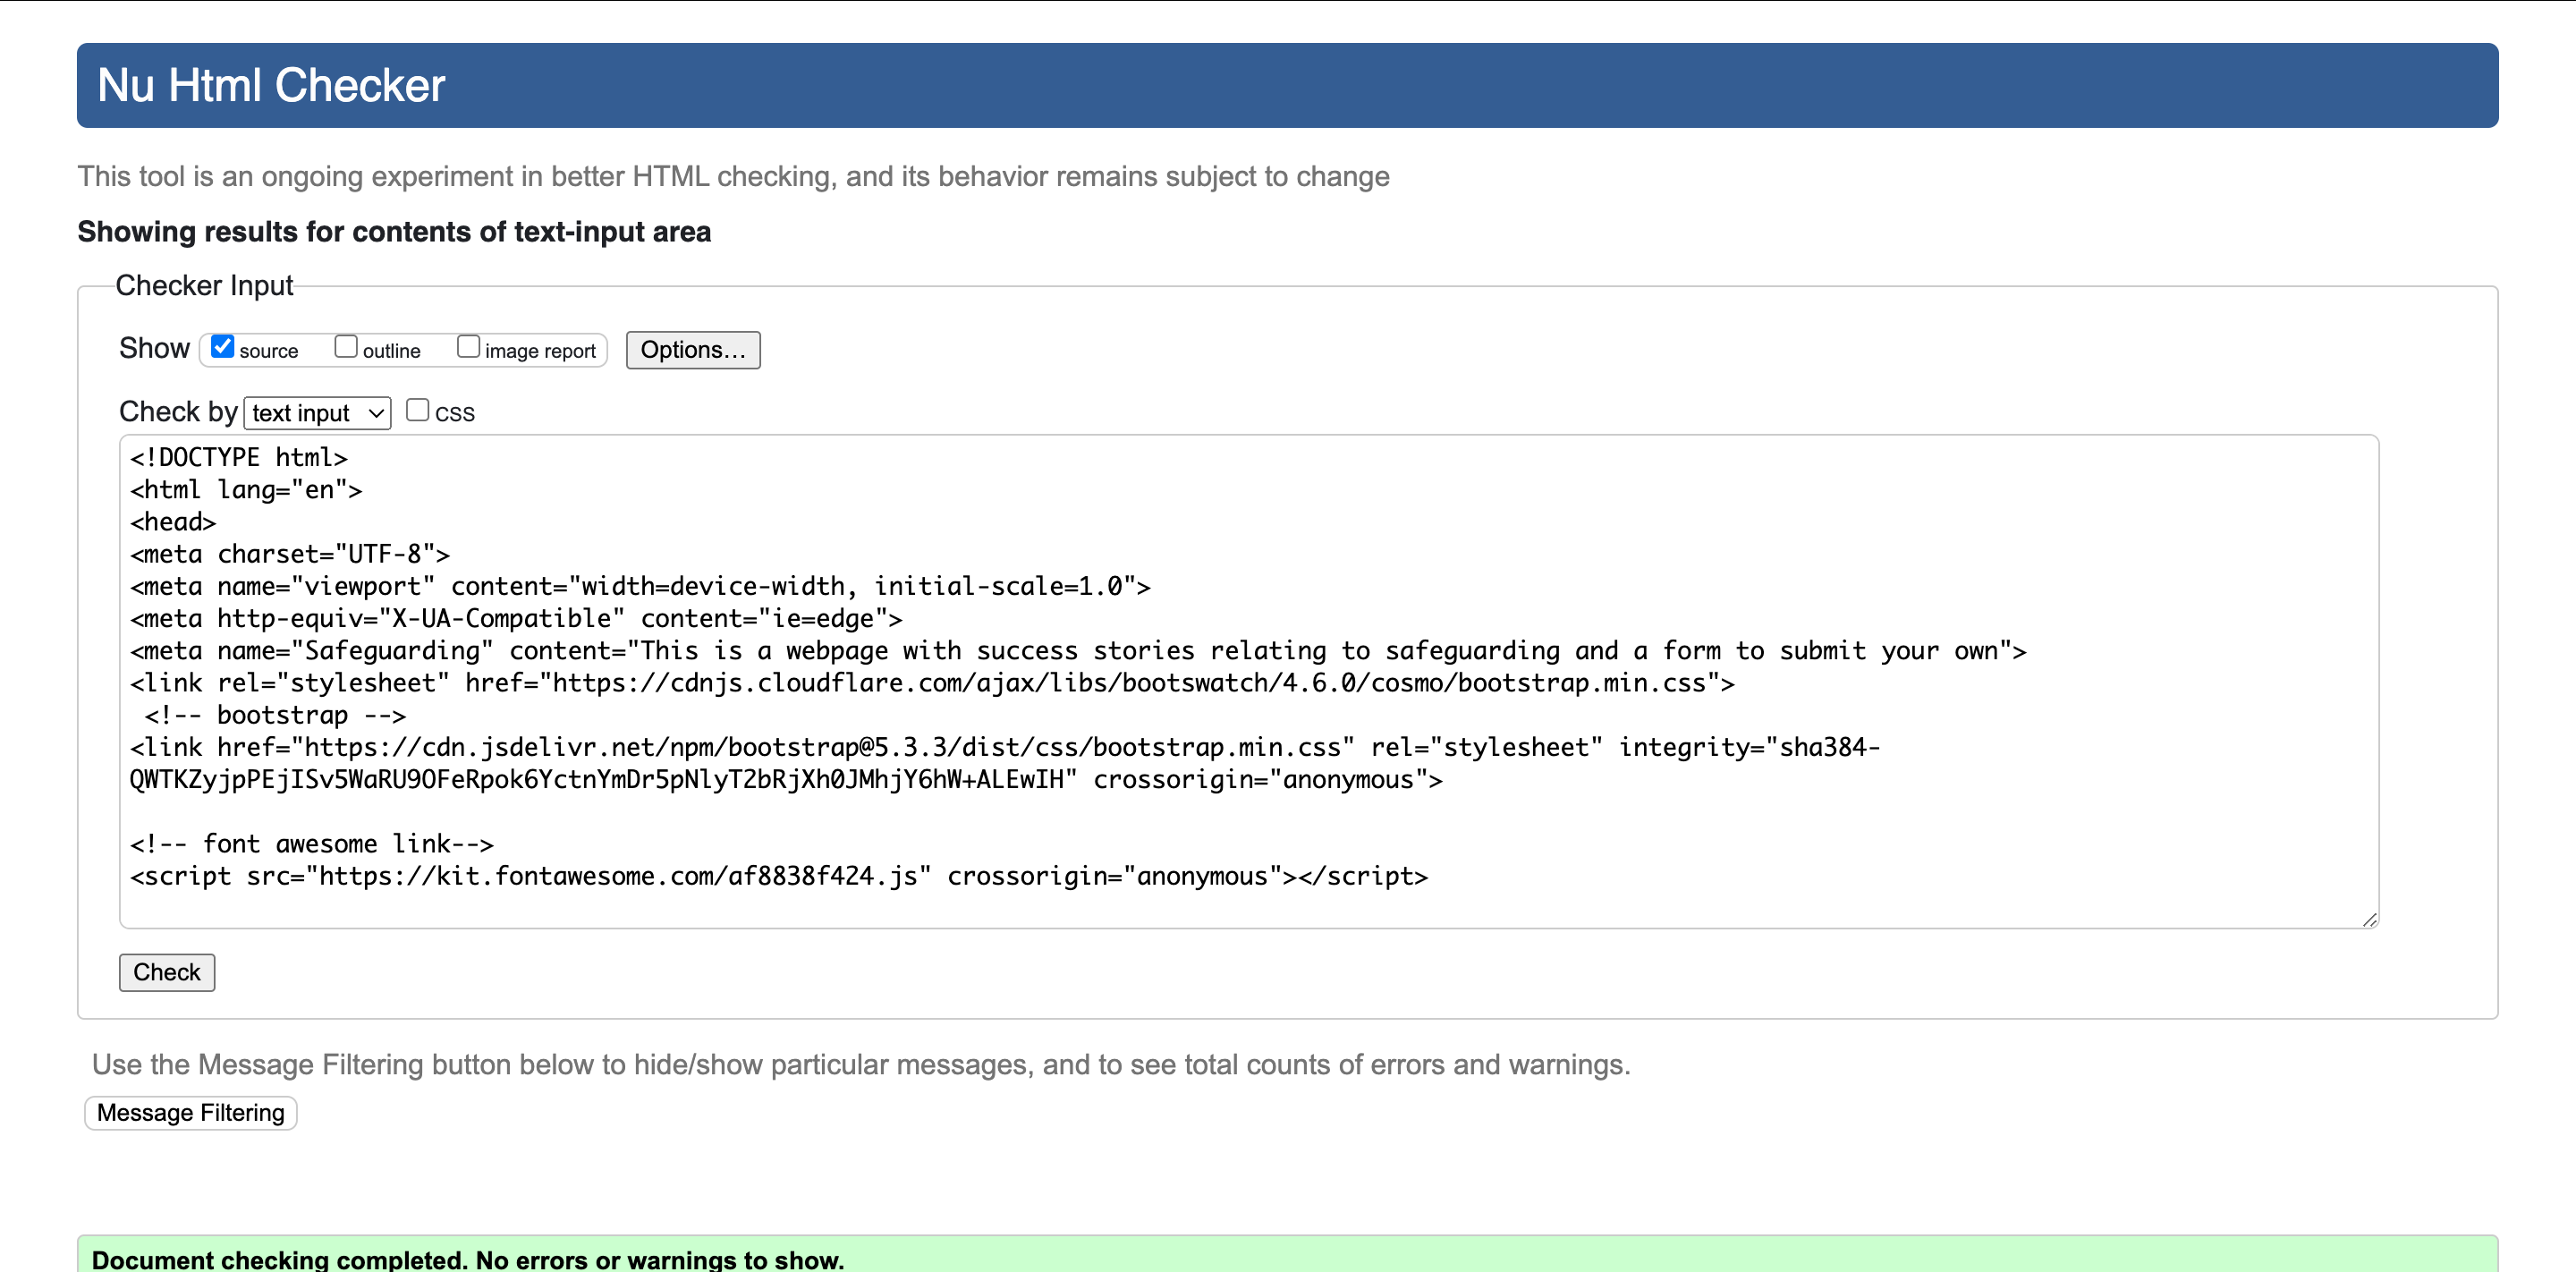 Nu Html Checker
This tool is an ongoing experiment in better HTML checking, and its behavior remains subject to change
Showing results for contents of text-input area
Checker Input
Show source outline image report Options...
Check by text input CSS
<!DOCTYPE html>
<html lang="en">
<head>
<meta charset="UTF-8">
<meta name="viewport" content="width=device-width, initial-scale=1.0">
<meta http-equiv="X-UA-Compatible" content="ie=edge">
<meta name="Safeguarding" content="This is a webpage with success stories relating to safeguarding and a form to submit your own">
<link rel="stylesheet" href="https://cdnjs.cloudflare.com/ajax/libs/bootswatch/4.6.0/cosmo/bootstrap.min.css">
<!-- bootstrap -->
<link href="https://cdn.jsdelivr.net/npm/bootstrap@5.3.3/dist/css/bootstrap.min.css" rel="stylesheet" integrity="sha384-
QWTKZyjpPEjISv5WaRU9OFeRpok6YctnYmDr5pNlyT2bRjXh0JMhjY6hW+ALEwIH" crossorigin="anonymous">
<!-- font awesome link-->
<script src="https://kit.fontawesome.com/af8838f424.js" crossorigin="anonymous"></script>
Check
Use the Message Filtering button below to hide/show particular messages, and to see total counts of errors and warnings.
Message Filtering
Document checking completed. No errors or warnings to show.